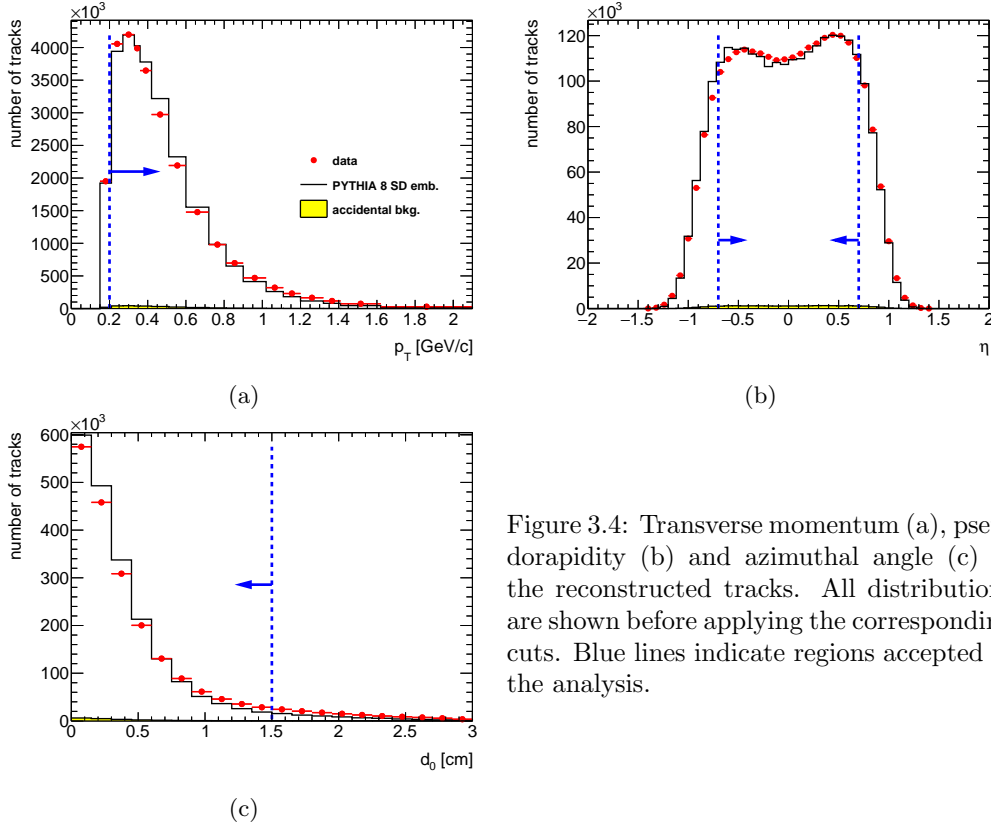 ×10³
number of tracks
4000
3500
3000
2500
2000
1500
1000
500
0
0 0.2 0.4 0.6 0.8 1 1.2 1.4 1.6 1.8 2
p_T [GeV/c]
data
PYTHIA 8 SD emb.
accidental bkg.
(a)
×10³
number of tracks
120
100
80
60
40
20
0
−2 −1.5 −1 −0.5 0 0.5 1 1.5 2
η
(b)
×10³
number of tracks
600
500
400
300
200
100
0
0 0.5 1 1.5 2 2.5 3
d_0 [cm]
(c)
Figure 3.4: Transverse momentum (a), pse
dorapidity (b) and azimuthal angle (c)
the reconstructed tracks. All distribution
are shown before applying the correspondin
cuts. Blue lines indicate regions accepted
the analysis.